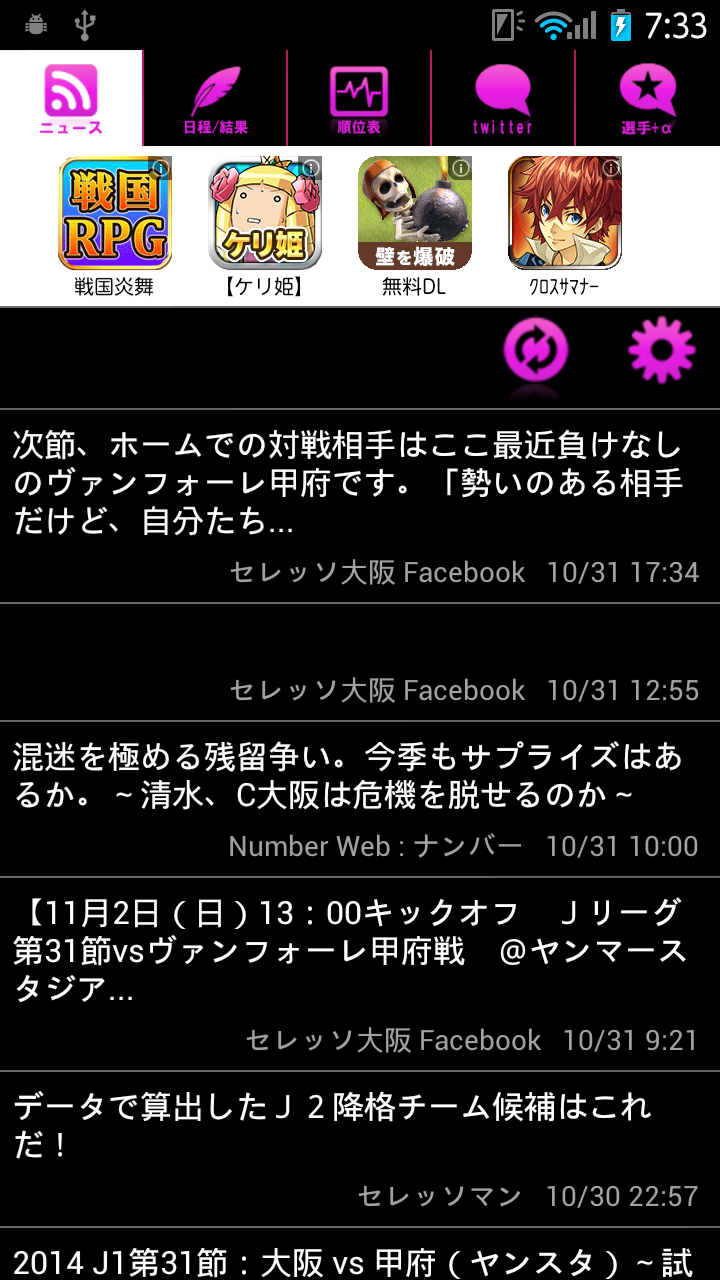 7:33
ニュース
日程/結果
順位表
twitter
選手+α
戦国
RPG
ケリ姫
壁を爆破
戦国炎舞
【ケリ姫】
無料DL
クロスサマナー
次節、ホームでの対戦相手はここ最近負けなし
のヴァンフォーレ甲府です。「勢いのある相手
だけど、自分たち...
セレッソ大阪 Facebook 10/31 17:34
セレッソ大阪 Facebook 10/31 12:55
混迷を極める残留争い。今季もサプライズはあ
るか。～清水、C大阪は危機を脱せるのか～
Number Web : ナンバー 10/31 10:00
【11月2日（日）13：00キックオフ　Ｊリーグ
第31節vsヴァンフォーレ甲府戦　＠ヤンマース
タジア...
セレッソ大阪 Facebook 10/31 9:21
データで算出したＪ２降格チーム候補はこれ
だ！
セレッソマン 10/30 22:57
2014 J1第31節：大阪 vs 甲府（ヤンスタ）～試